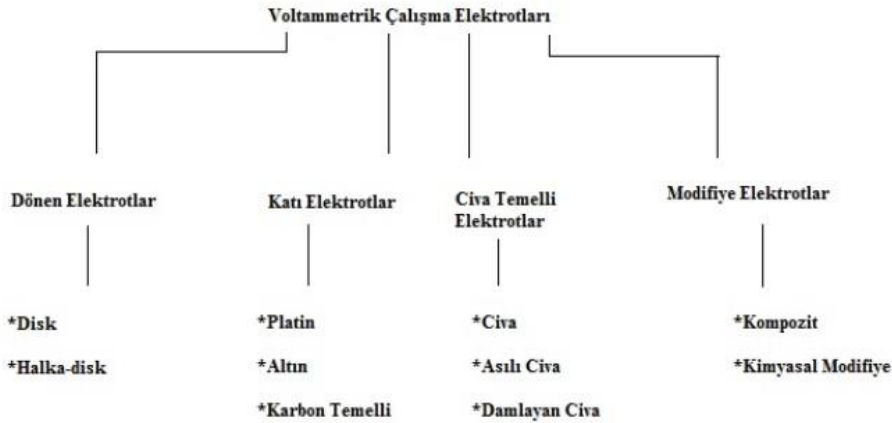 Voltammetrik Çalışma Elektrotları
Dönen Elektrotlar
*Disk
*Halka-disk
Katı Elektrotlar
*Platin
*Altın
*Karbon Temelli
Civa Temelli
Elektrotlar
*Civa
*Asılı Civa
*Damlayan Civa
Modifiye Elektrotlar
*Kompozit
*Kimyasal Modifiye